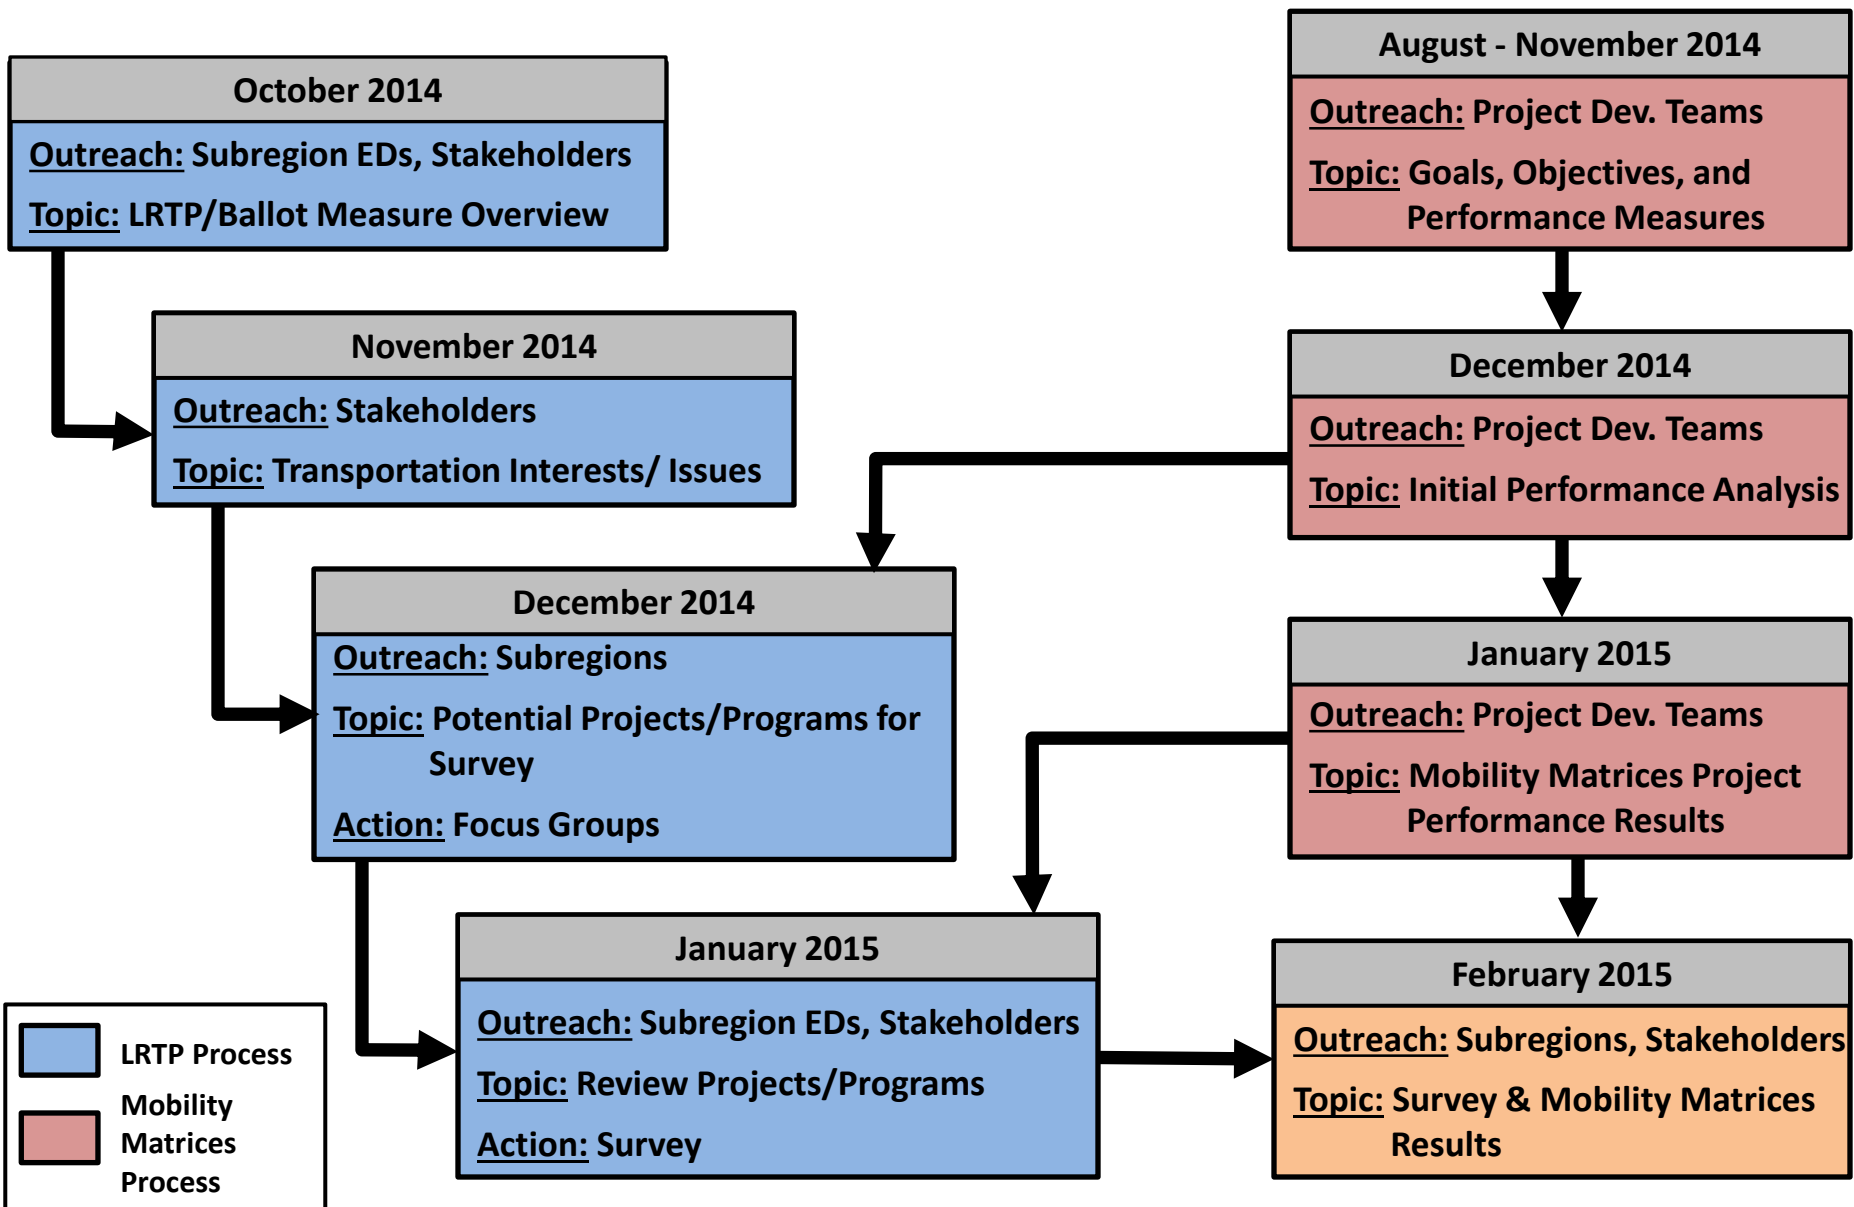 October 2014
Outreach: Subregion EDs, Stakeholders
Topic: LRTP/Ballot Measure Overview
November 2014
Outreach: Stakeholders
Topic: Transportation Interests/ Issues
December 2014
Outreach: Subregions
Topic: Potential Projects/Programs for
Survey
Action: Focus Groups
January 2015
Outreach: Subregion EDs, Stakeholders
Topic: Review Projects/Programs
Action: Survey
August - November 2014
Outreach: Project Dev. Teams
Topic: Goals, Objectives, and
Performance Measures
December 2014
Outreach: Project Dev. Teams
Topic: Initial Performance Analysis
January 2015
Outreach: Project Dev. Teams
Topic: Mobility Matrices Project
Performance Results
February 2015
Outreach: Subregions, Stakeholders
Topic: Survey & Mobility Matrices
Results
LRTP Process
Mobility
Matrices
Process